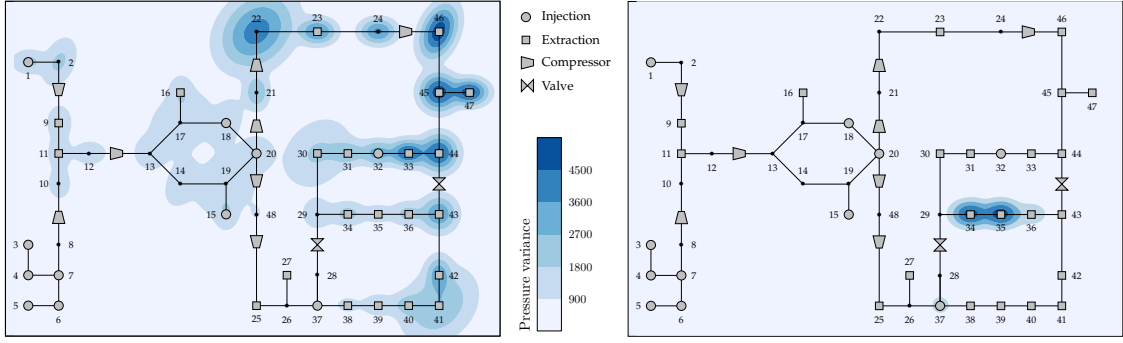 22 23 24 46
1 2
21 45 47
16
9
17 18
11 12 13 20 30 31 32 33 44
10 14 19
15 48 29 34 35 36 43
3 8
4 7 27 28 42
5 6 25 26 37 38 39 40 41
Injection
Extraction
Compressor
Valve
Pressure variance
4500
3600
2700
1800
900
22 23 24 46
1 2
21 45 47
16
9
17 18
11 12 13 20 30 31 32 33 44
10 14 19
15 48 29 34 35 36 43
3 8
4 7 27 28 42
5 6 25 26 37 38 39 40 41